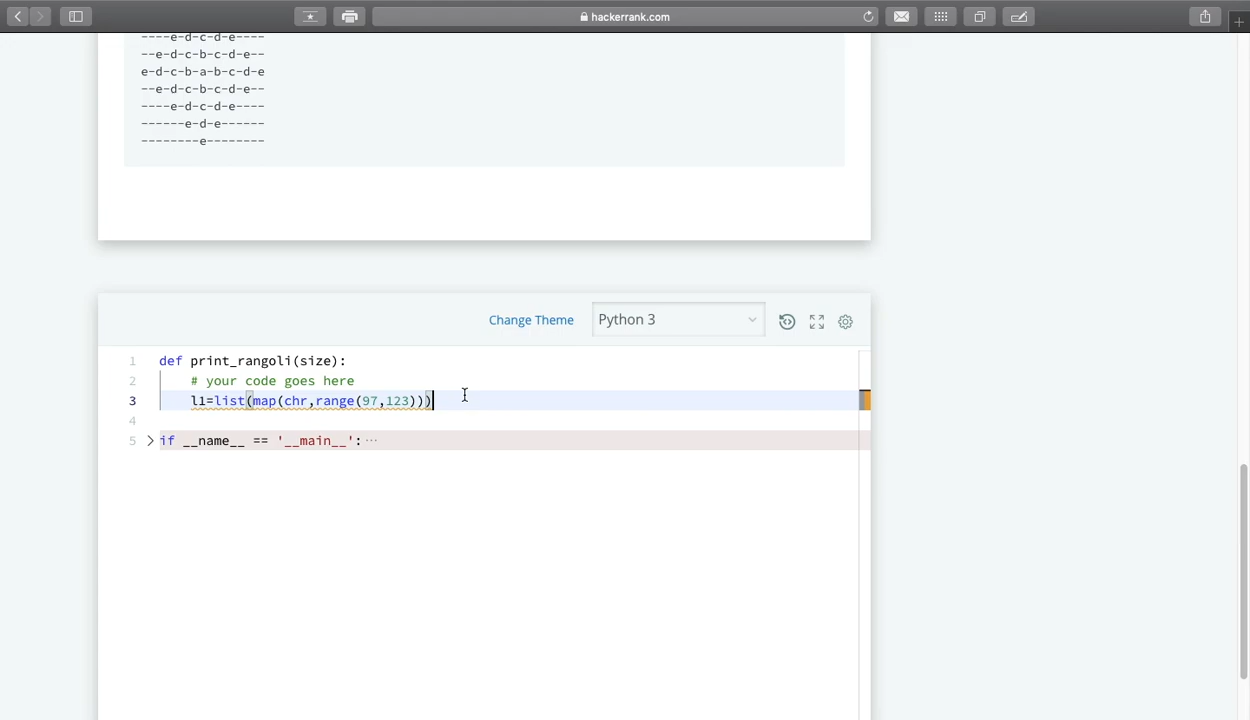 hackerrank.com
----e-d-c-d-e----
--e-d-c-b-c-d-e--
e-d-c-b-a-b-c-d-e
--e-d-c-b-c-d-e--
----e-d-c-d-e----
------e-d-e------
--------e--------
Change Theme Python 3
1 def print_rangoli(size):
2 # your code goes here
3 l1=list(map(chr,range(97,123)))
4
5 if __name__ == '__main__':···